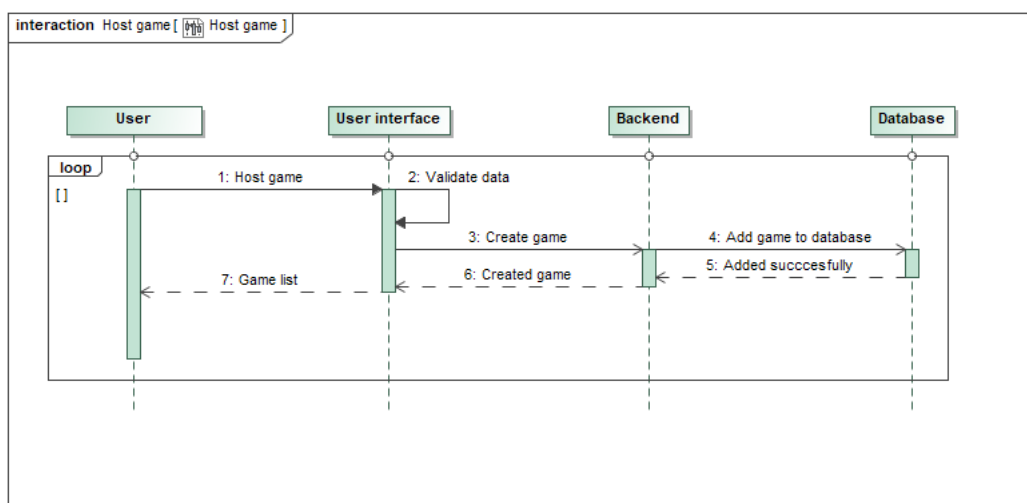 interaction Host game [ Host game ]
User
User interface
Backend
Database
loop
[ ]
1: Host game
2: Validate data
3: Create game
4: Add game to database
5: Added succcesfully
6: Created game
7: Game list